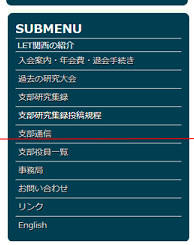 SUBMENU
LET関西の紹介
入会案内・年会費・退会手続き
過去の研究大会
支部研究集録
支部研究集録投稿規程
支部通信
支部役員一覧
事務局
お問い合わせ
リンク
English